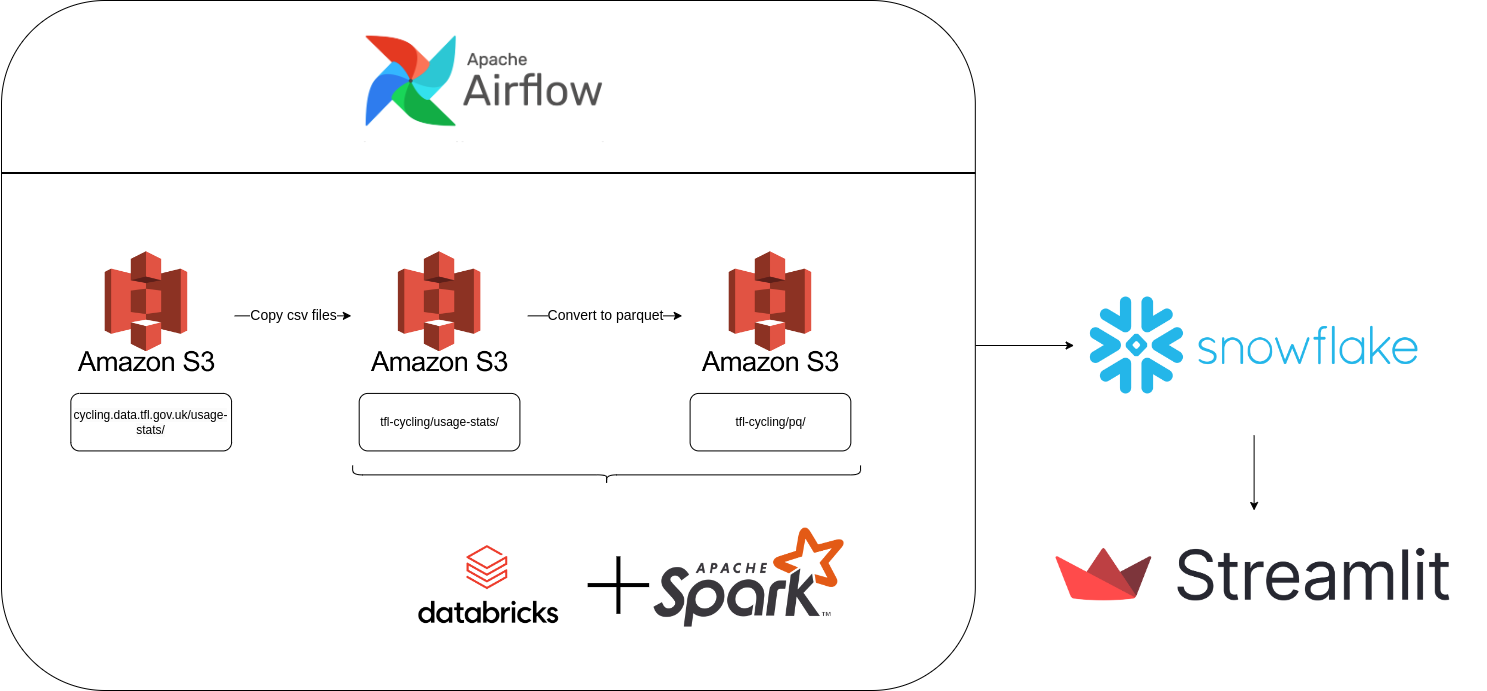 Apache
Airflow
Copy csv files
Convert to parquet
Amazon S3
Amazon S3
Amazon S3
cycling.data.tfl.gov.uk/usage-
stats/
tfl-cycling/usage-stats/
tfl-cycling/pq/
snowflake
databricks
APACHE
Spark
TM
Streamlit